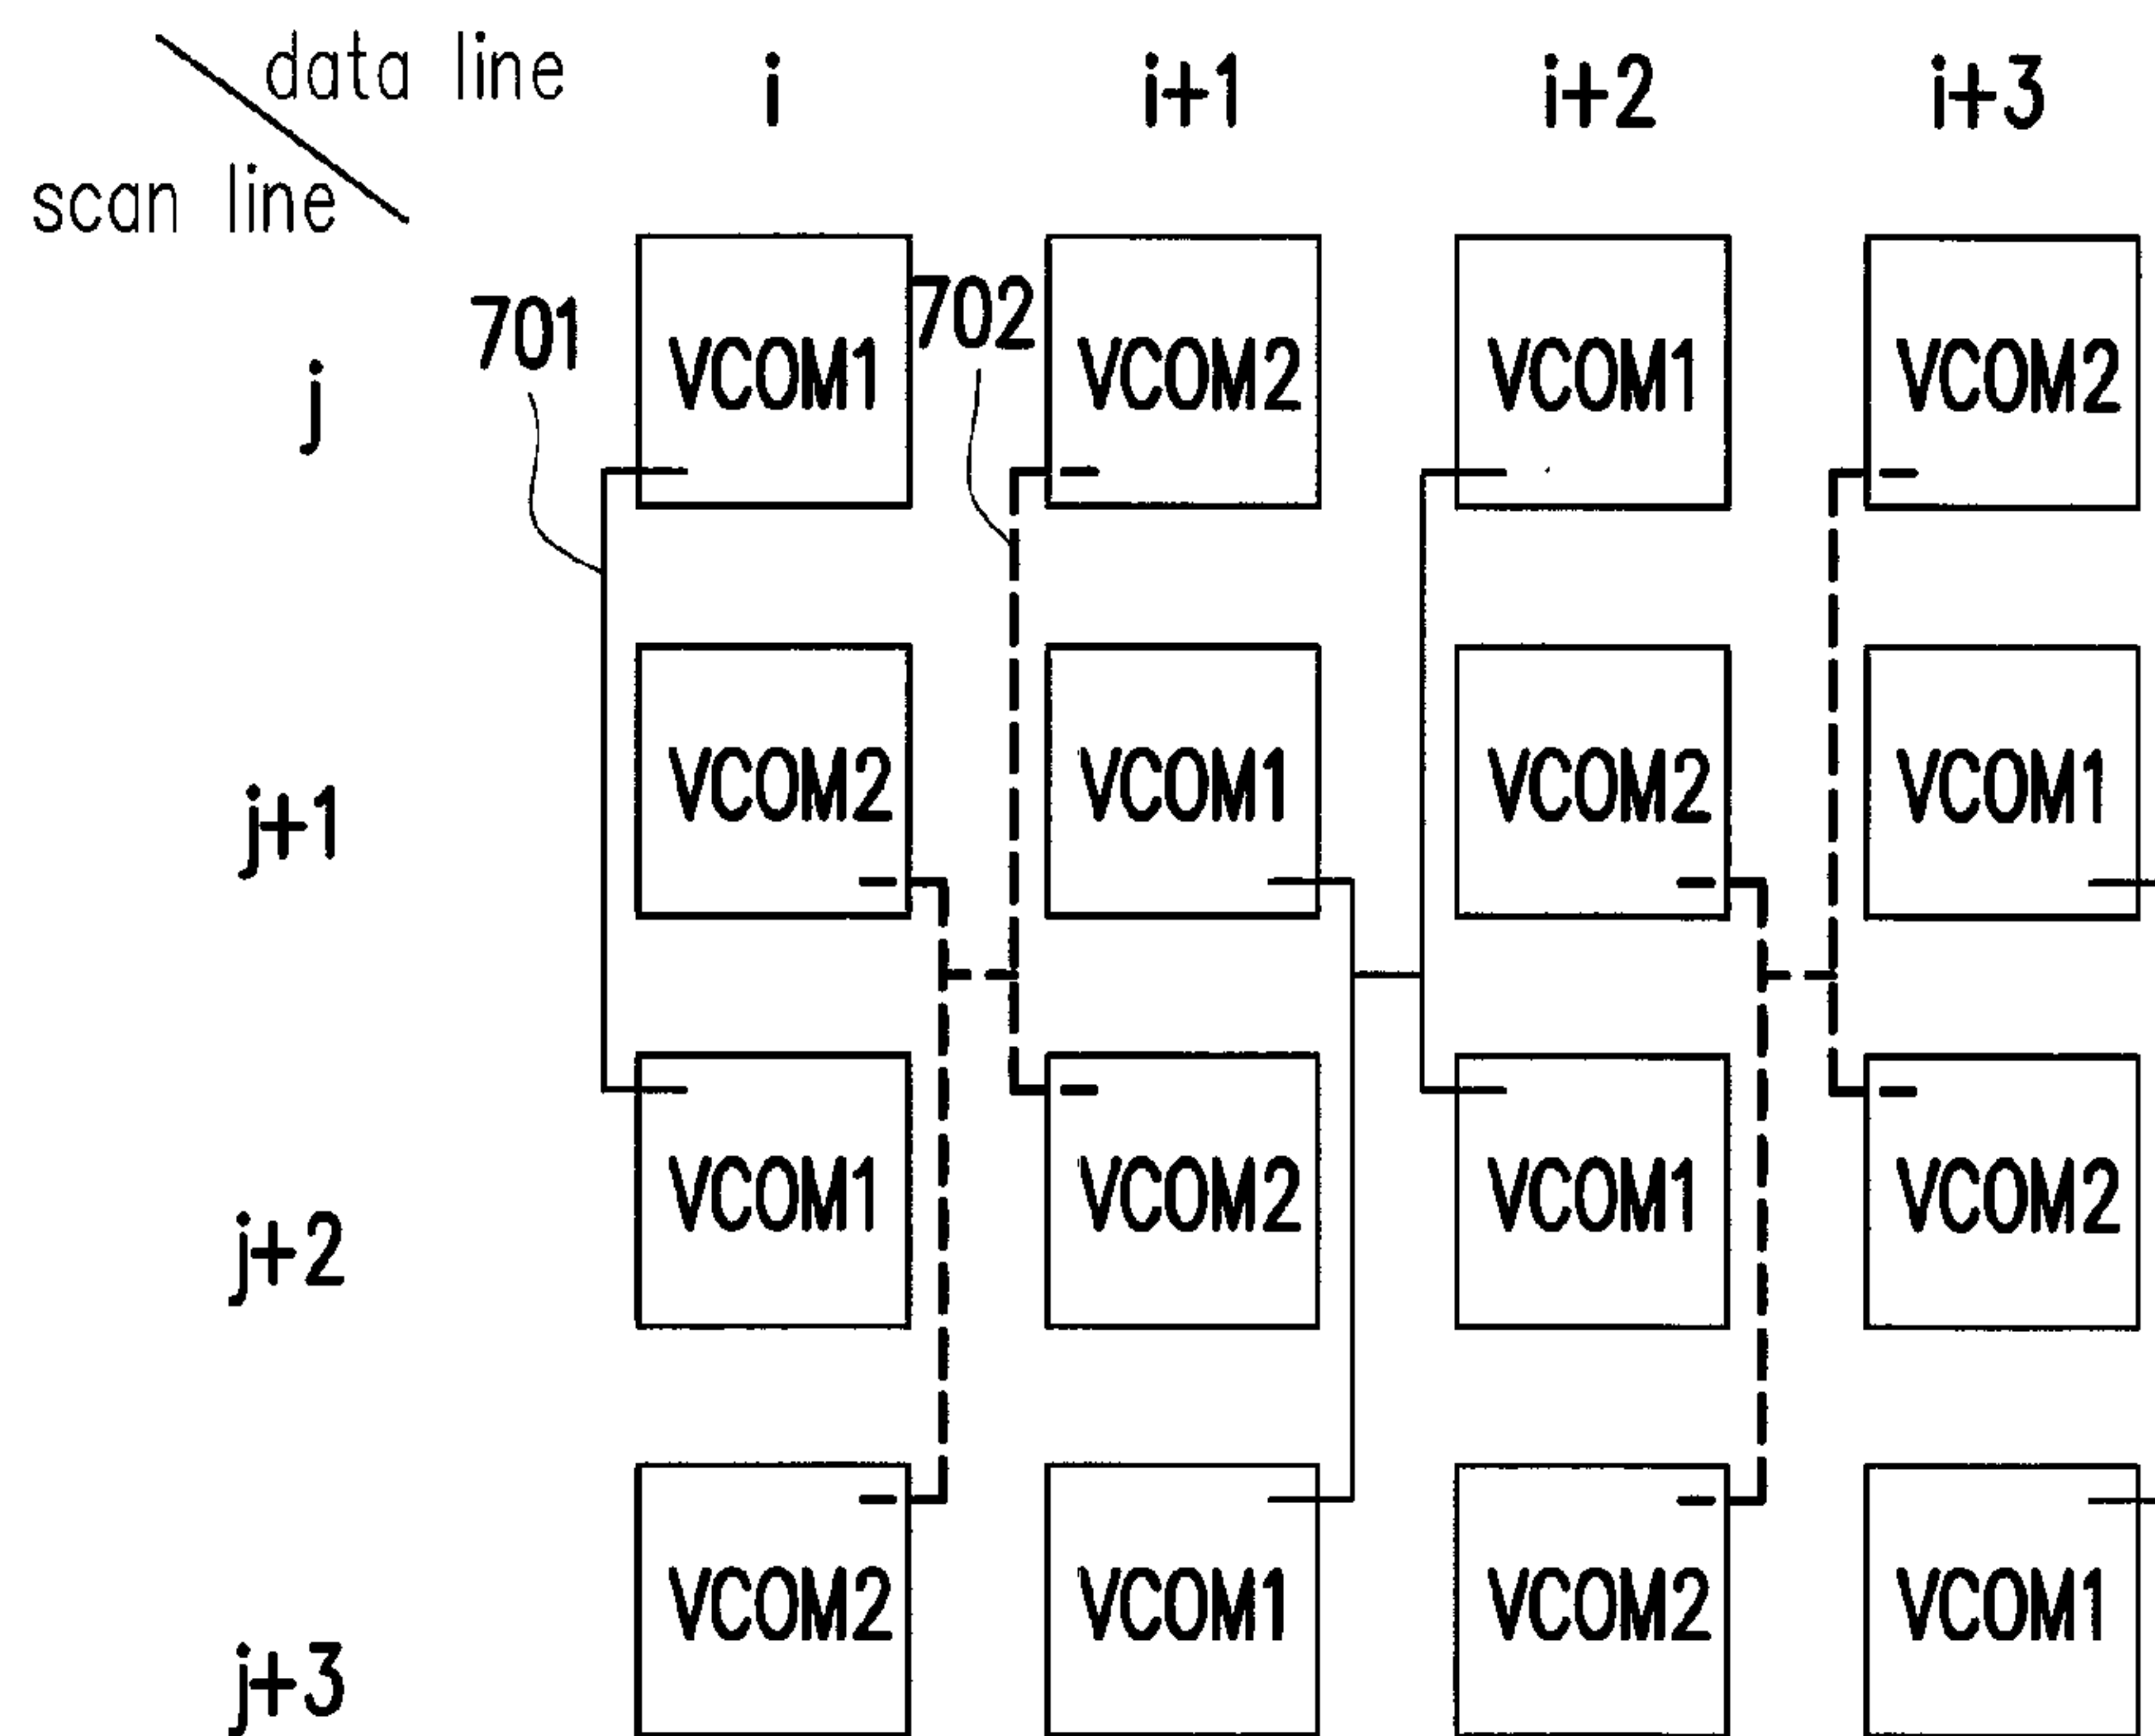 data line
scan line
i i+1 i+2 i+3
701 702
j VCOM1 VCOM2 VCOM1 VCOM2
j+1 VCOM2 VCOM1 VCOM2 VCOM1
j+2 VCOM1 VCOM2 VCOM1 VCOM2
j+3 VCOM2 VCOM1 VCOM2 VCOM1